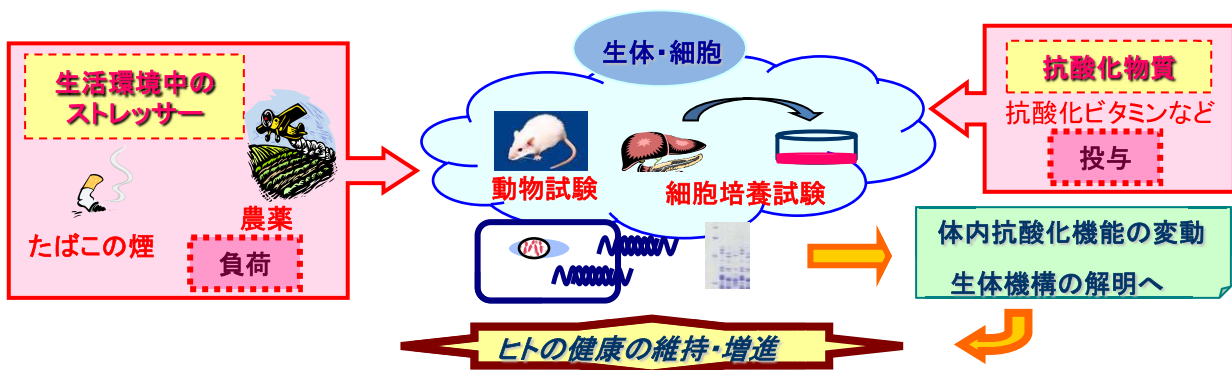 生体・細胞
生活環境中の
ストレッサー
たばこの煙
農薬
負荷
動物試験
細胞培養試験
抗酸化物質
抗酸化ビタミンなど
投与
体内抗酸化機能の変動
生体機構の解明へ
ヒトの健康の維持・増進